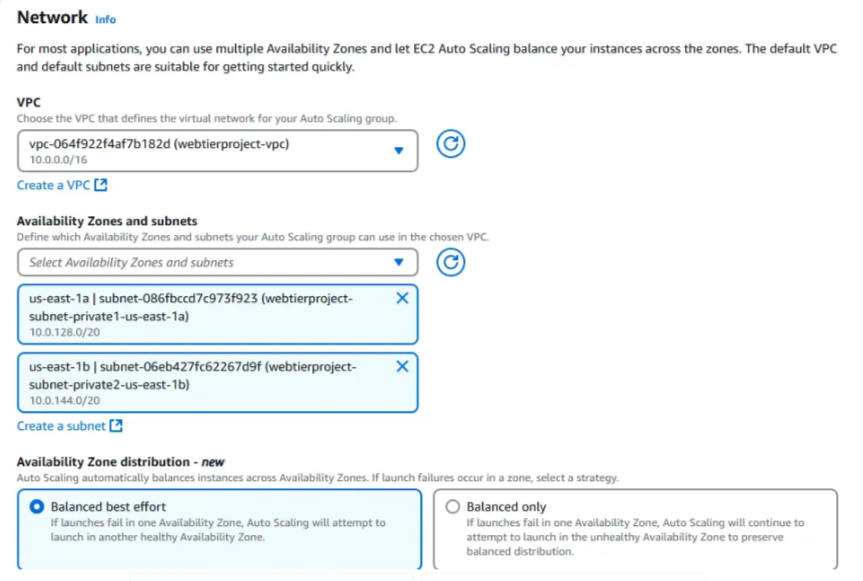 Network Info
For most applications, you can use multiple Availability Zones and let EC2 Auto Scaling balance your instances across the zones. The default VPC
and default subnets are suitable for getting started quickly.
VPC
Choose the VPC that defines the virtual network for your Auto Scaling group.
vpc-064f922f4af7b182d (webtierproject-vpc)
10.0.0.0/16
Create a VPC
Availability Zones and subnets
Define which Availability Zones and subnets your Auto Scaling group can use in the chosen VPC.
Select Availability Zones and subnets
us-east-1a | subnet-086fbccd7c973f923 (webtierproject-
subnet-private1-us-east-1a)
10.0.128.0/20
us-east-1b | subnet-06eb427fc62267d9f (webtierproject-
subnet-private2-us-east-1b)
10.0.144.0/20
Create a subnet
Availability Zone distribution - new
Auto Scaling automatically balances instances across Availability Zones. If launch failures occur in a zone, select a strategy.
Balanced best effort
If launches fail in one Availability Zone, Auto Scaling will attempt to
launch in another healthy Availability Zone.
Balanced only
If launches fail in one Availability Zone, Auto Scaling will continue to
attempt to launch in the unhealthy Availability Zone to preserve
balanced distribution.